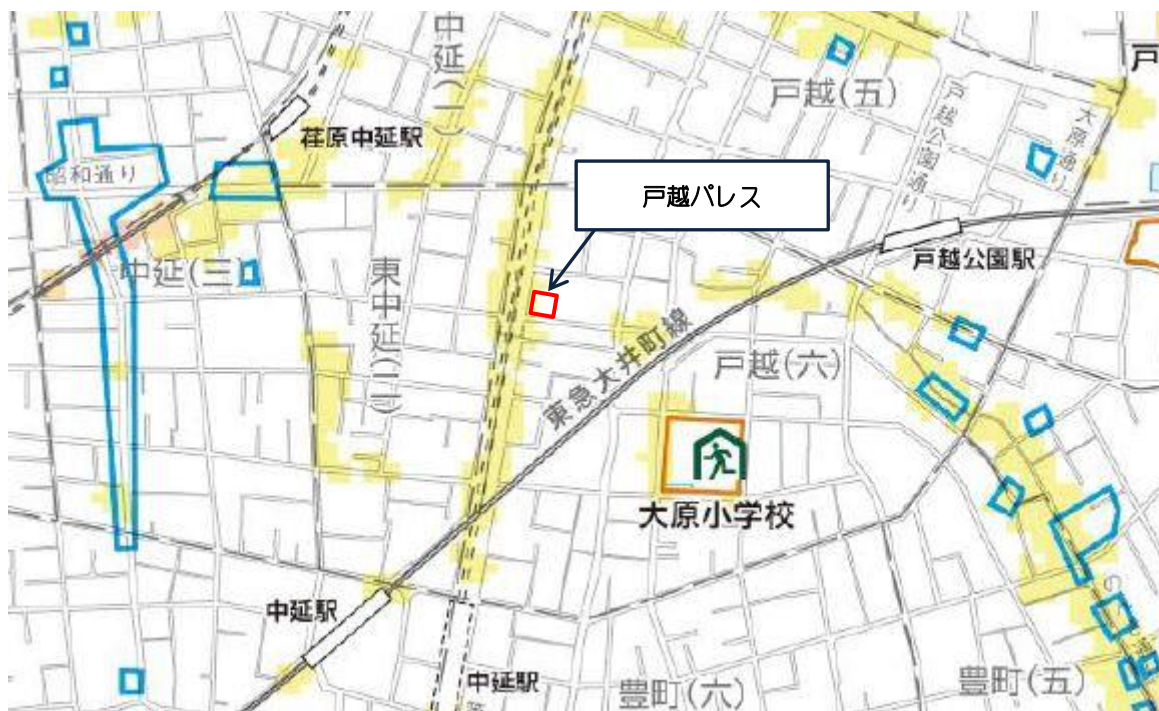 中延(一)
戸越(五)
戸
荏原中延駅
戸越公園通り
大原通り
昭和通り
戸越パレス
戸越公園駅
中延(三)
東中延(二)
東急大井町線
戸越(六)
大原小学校
中延駅
中延駅
豊町(六)
豊町(五)